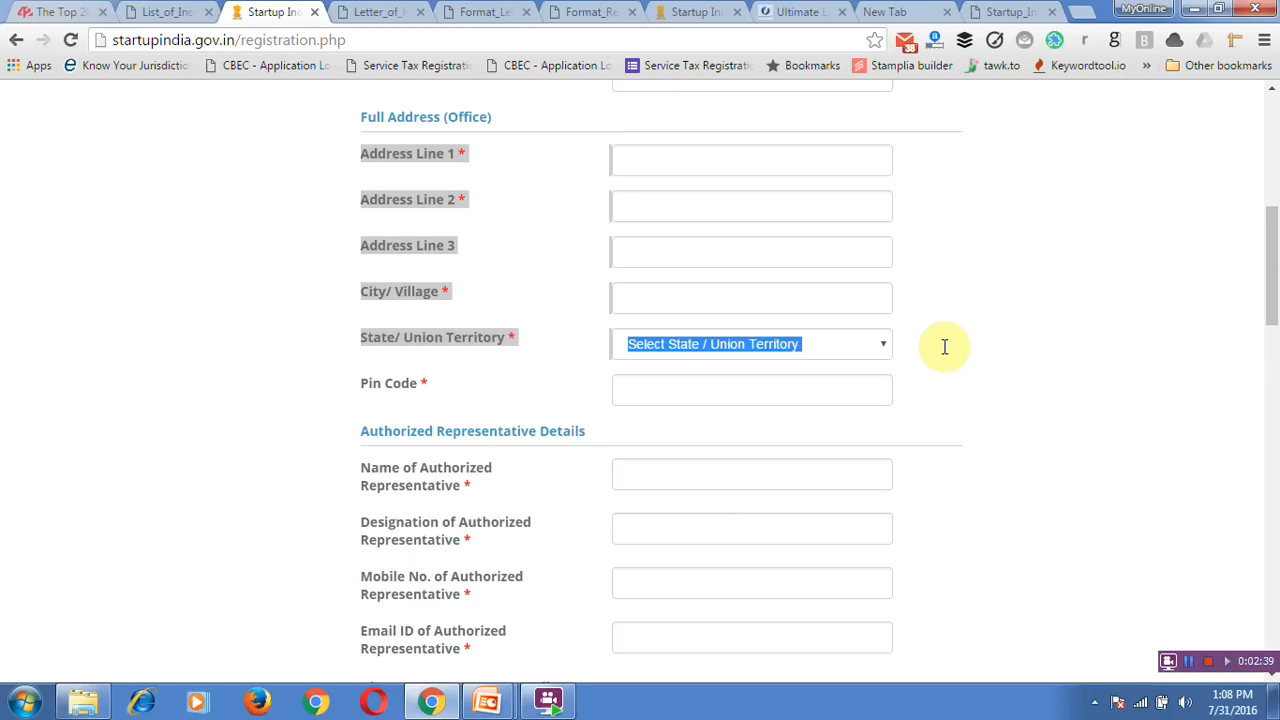 The Top 2
List_of_Inc
Startup Inc
Letter_of_
Format_Le
Format_Re
Startup In
Ultimate L
New Tab
Startup_In
MyOnline
startupindia.gov.in/registration.php
38
Apps
Know Your Jurisdictio
CBEC - Application Lo
Service Tax Registrati
CBEC - Application Lo
Service Tax Registrati
Bookmarks
Stamplia builder
tawk.to
Keywordtool.io
»
Other bookmarks
Full Address (Office)
Address Line 1 *
Address Line 2 *
Address Line 3
City/ Village *
State/ Union Territory *
Select State / Union Territory
Pin Code *
Authorized Representative Details
Name of Authorized
Representative *
Designation of Authorized
Representative *
Mobile No. of Authorized
Representative *
Email ID of Authorized
Representative *
0:02:39
1:08 PM
7/31/2016